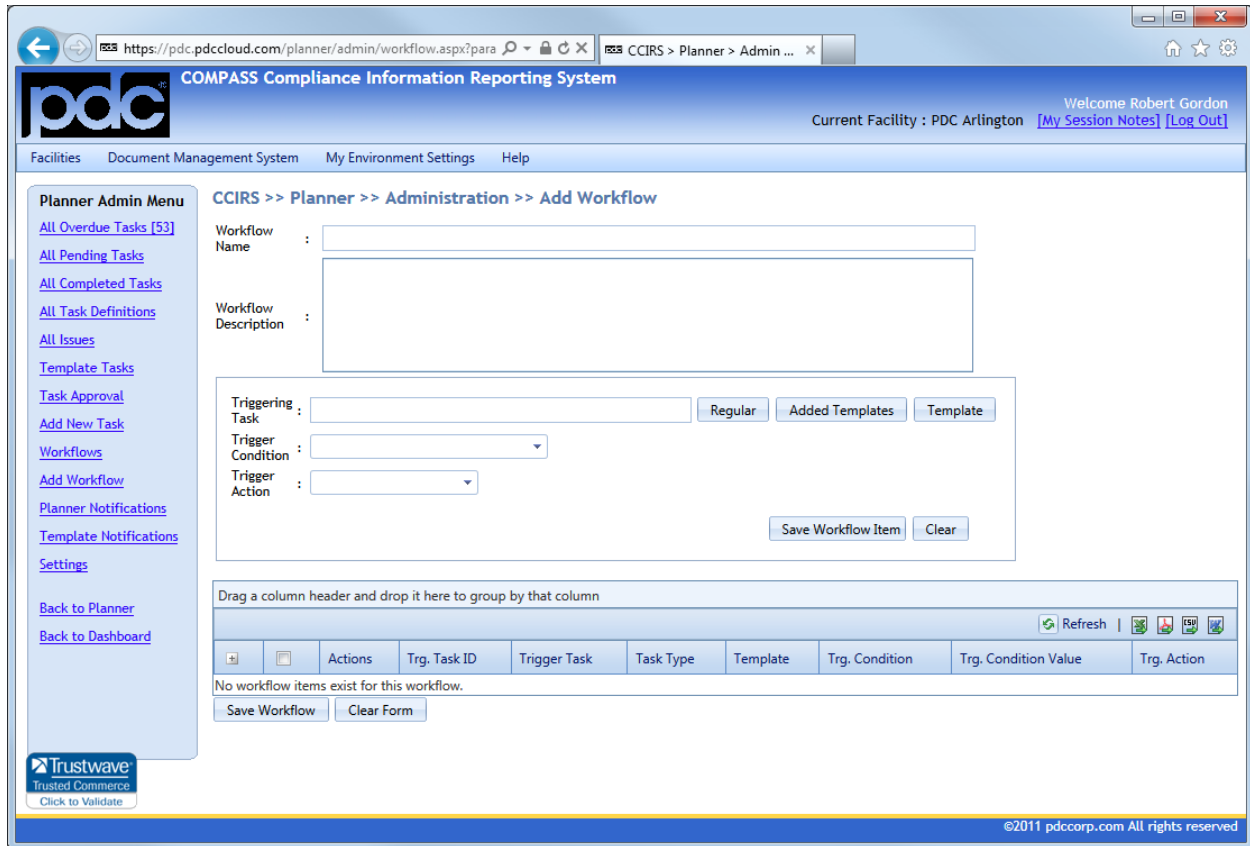 https://pdc.pdccloud.com/planner/admin/workflow.aspx?para
CCIRS > Planner > Admin ...
pdc
COMPASS Compliance Information Reporting System
Welcome Robert Gordon
Current Facility : PDC Arlington [My Session Notes] [Log Out]
Facilities Document Management System My Environment Settings Help
Planner Admin Menu
All Overdue Tasks [53]
All Pending Tasks
All Completed Tasks
All Task Definitions
All Issues
Template Tasks
Task Approval
Add New Task
Workflows
Add Workflow
Planner Notifications
Template Notifications
Settings
Back to Planner
Back to Dashboard
CCIRS >> Planner >> Administration >> Add Workflow
Workflow
Name :
Workflow
Description :
Triggering
Task : Regular Added Templates Template
Trigger
Condition :
Trigger
Action :
Save Workflow Item Clear
Drag a column header and drop it here to group by that column
Refresh |
Actions Trg. Task ID Trigger Task Task Type Template Trg. Condition Trg. Condition Value Trg. Action
No workflow items exist for this workflow.
Save Workflow Clear Form
Trustwave
Trusted Commerce
Click to Validate
©2011 pdccorp.com All rights reserved